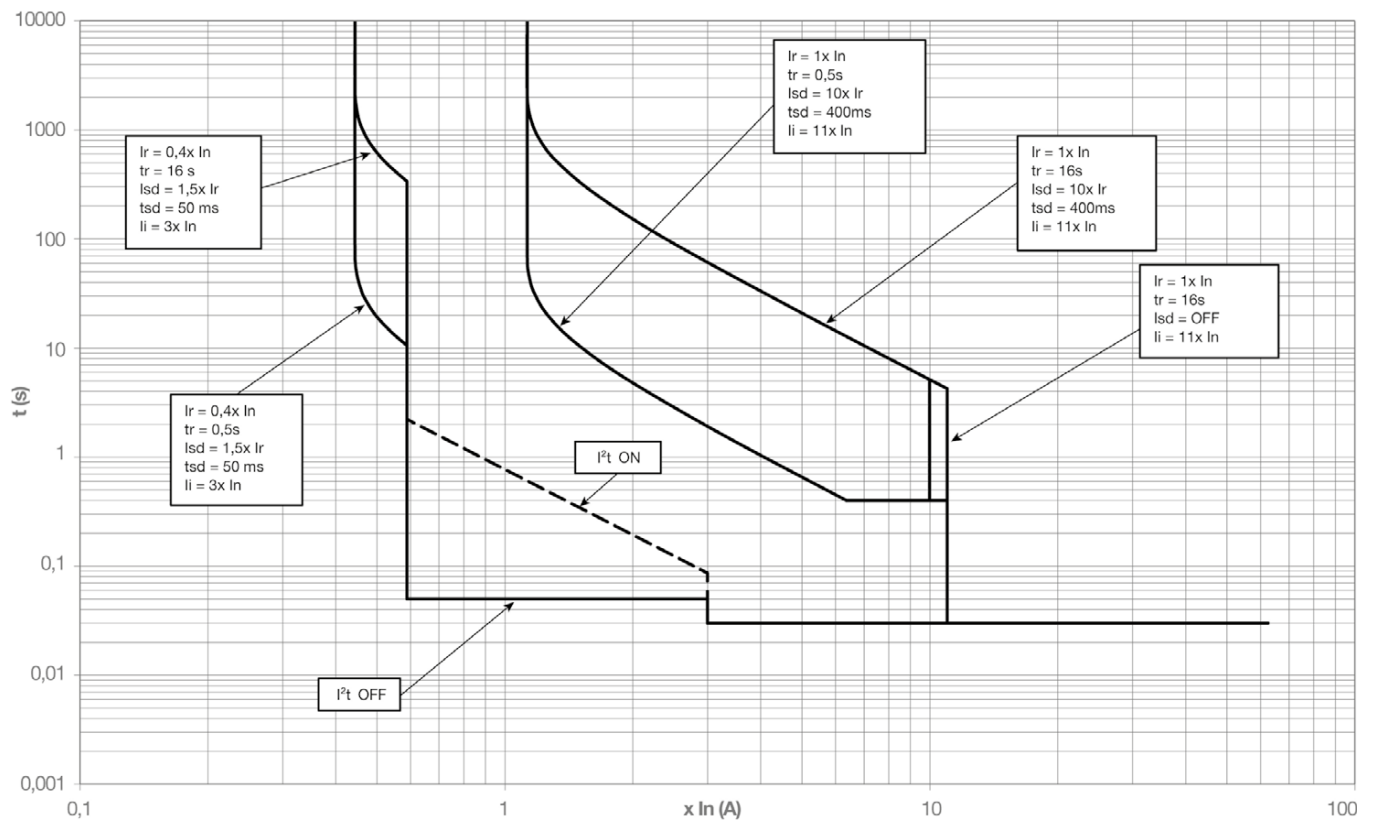 10000
1000
100
10
1
0,1
0,01
0,001
t (s)
Ir = 0,4x In
tr = 16 s
Isd = 1,5x Ir
tsd = 50 ms
Ii = 3x In
Ir = 1x In
tr = 0,5s
Isd = 10x Ir
tsd = 400ms
Ii = 11x In
Ir = 1x In
tr = 16s
Isd = 10x Ir
tsd = 400ms
Ii = 11x In
Ir = 1x In
tr = 16s
Isd = OFF
Ii = 11x In
Ir = 0,4x In
tr = 0,5s
Isd = 1,5x Ir
tsd = 50 ms
Ii = 3x In
I²t ON
I²t OFF
0,1
1
x In (A)
10
100